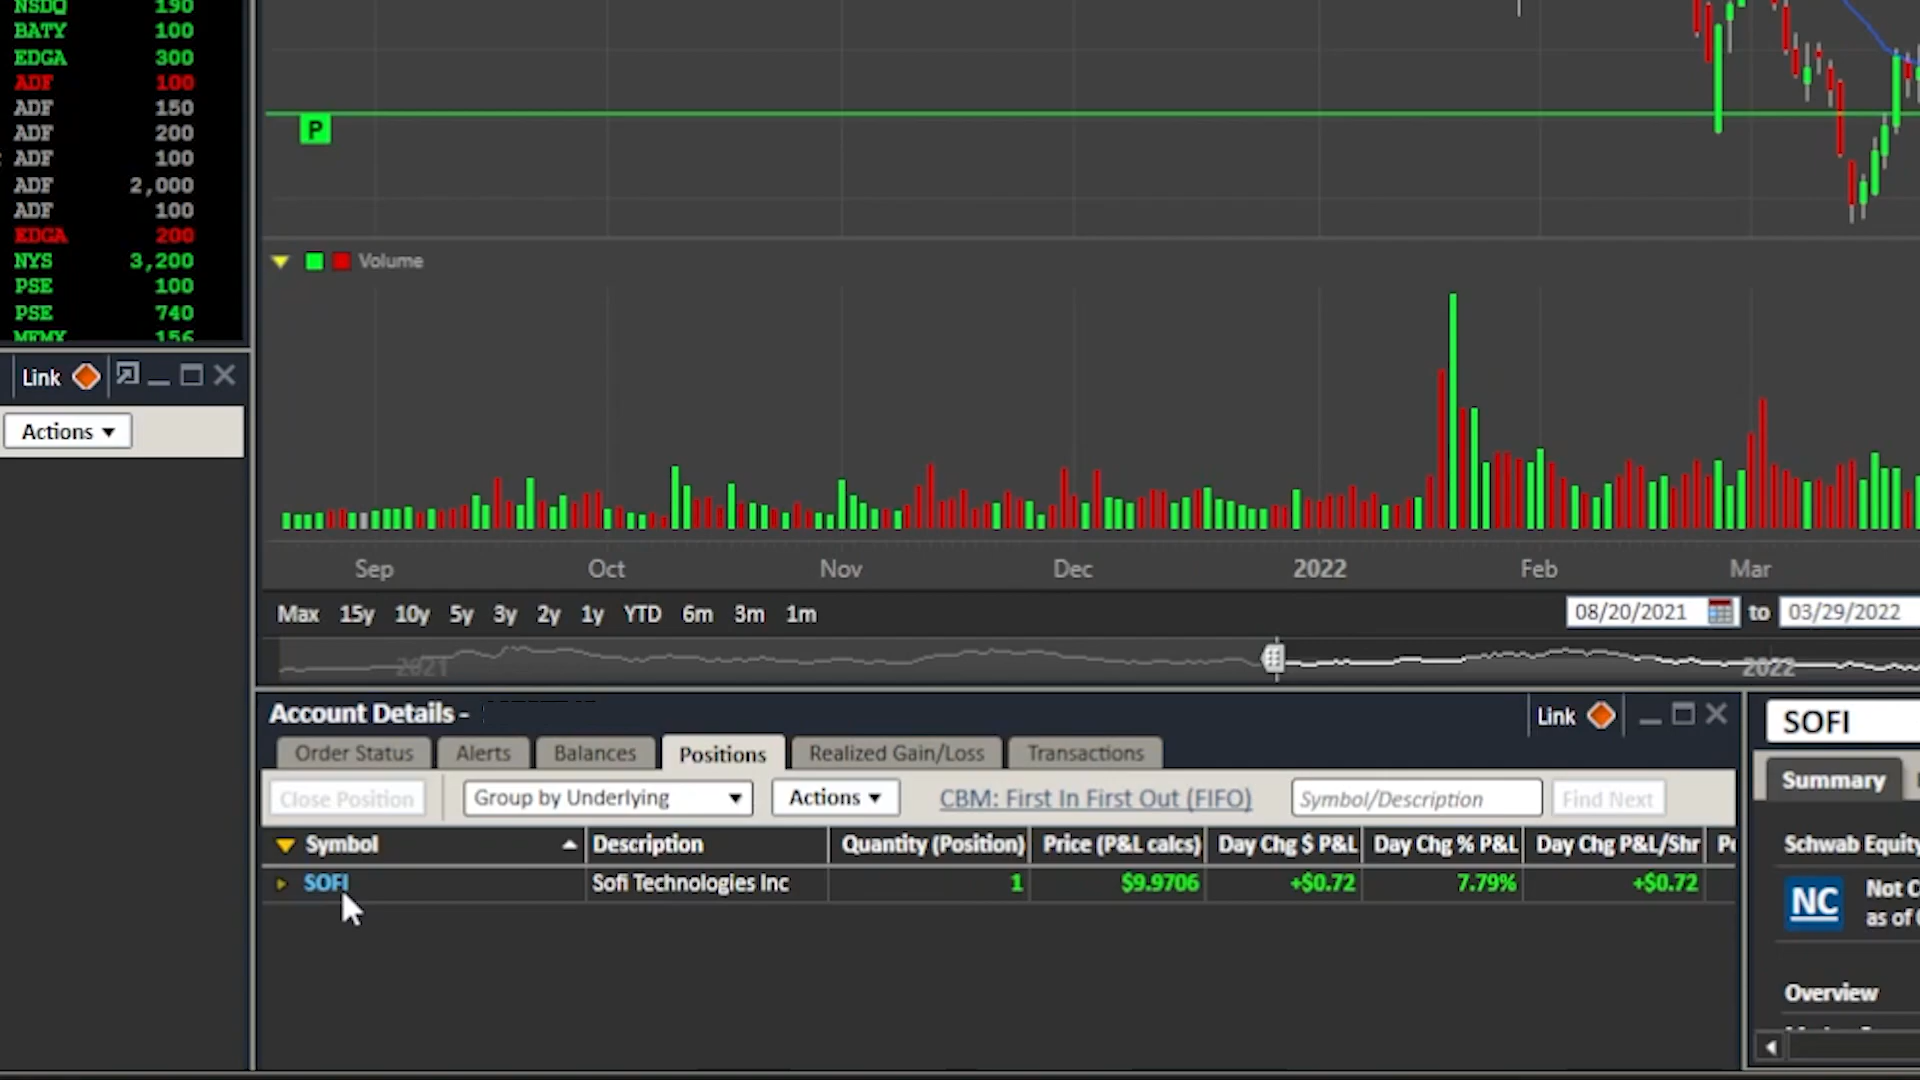 NSDQ 190
BATY 100
EDGA 300
ADF 100
ADF 150
ADF 200
ADF 100
ADF 2,000
ADF 100
EDGA 200
NYS 3,200
PSE 100
PSE 740
MEMX 156
Link
Actions
P
Volume
Sep Oct Nov Dec 2022 Feb Mar
Max 15y 10y 5y 3y 2y 1y YTD 6m 3m 1m
08/20/2021 to 03/29/2022
2021 2022
Account Details -
Link
Order Status Alerts Balances Positions Realized Gain/Loss Transactions
Close Position Group by Underlying Actions CBM: First In First Out (FIFO) Symbol/Description Find Next
Symbol Description Quantity (Position) Price (P&L calcs) Day Chg $ P&L Day Chg % P&L Day Chg P&L/Shr
SOFI Sofi Technologies Inc 1 $9.9706 +$0.72 7.79% +$0.72
SOFI
Summary
Schwab Equity
NC
Not C
as of
Overview